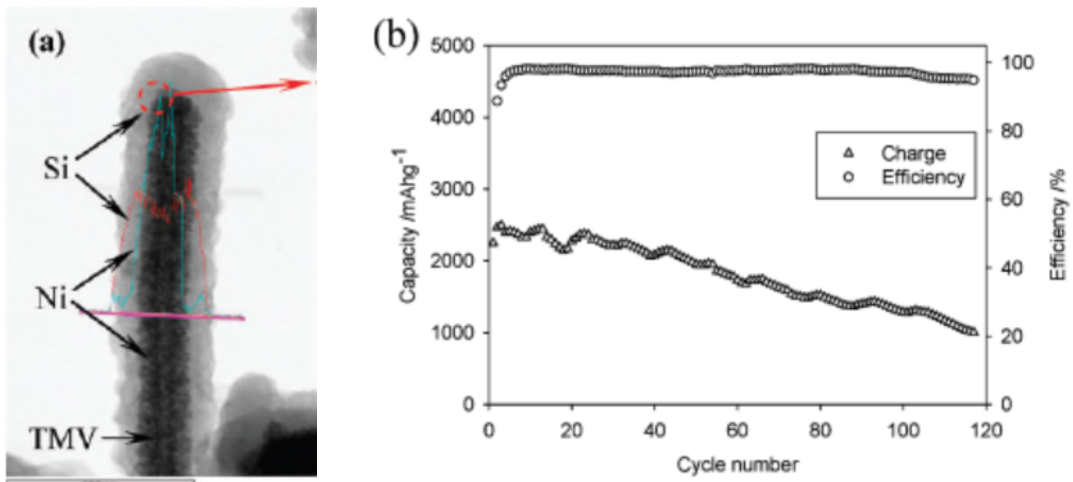 (a)
Si
Ni
TMV
(b)
5000
4000
3000
2000
1000
0
Capacity /mAhg⁻¹
100
80
60
40
20
0
Efficiency /%
Charge
Efficiency
0 20 40 60 80 100 120
Cycle number